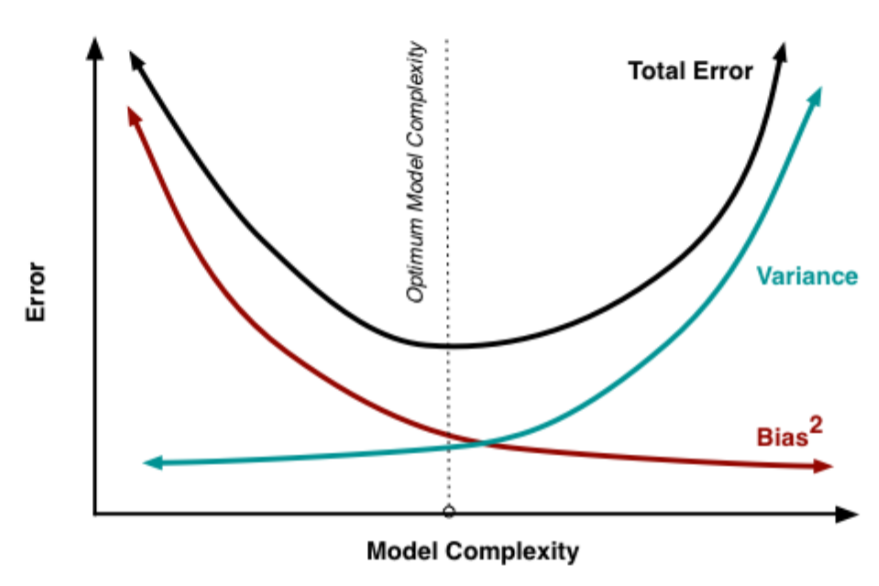 Optimum Model Complexity
Total Error
Variance
Error
Bias²
Model Complexity